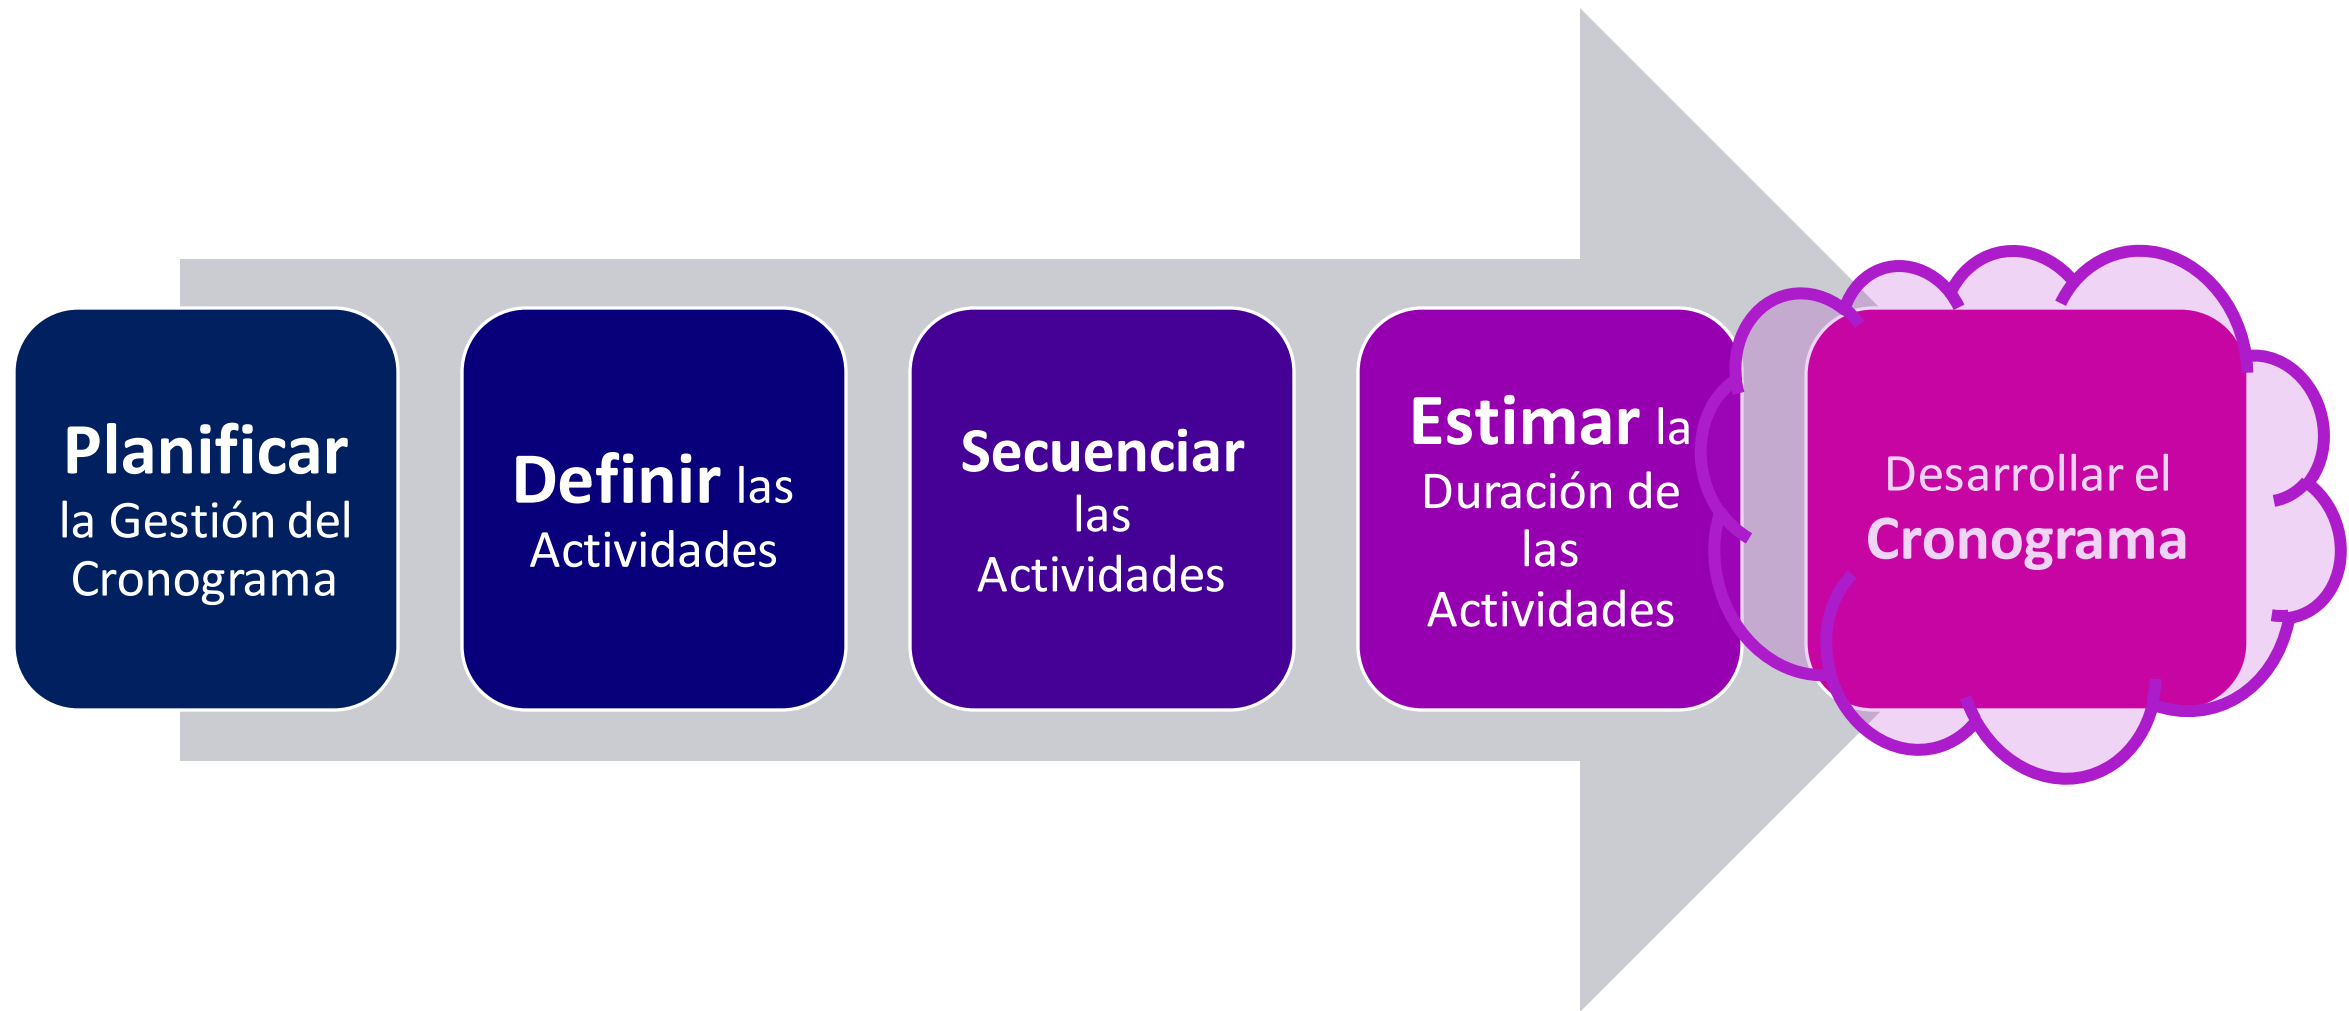 Planificar
la Gestión del
Cronograma
Definir las
Actividades
Secuenciar
las
Actividades
Estimar la
Duración de
las
Actividades
Desarrollar el
Cronograma